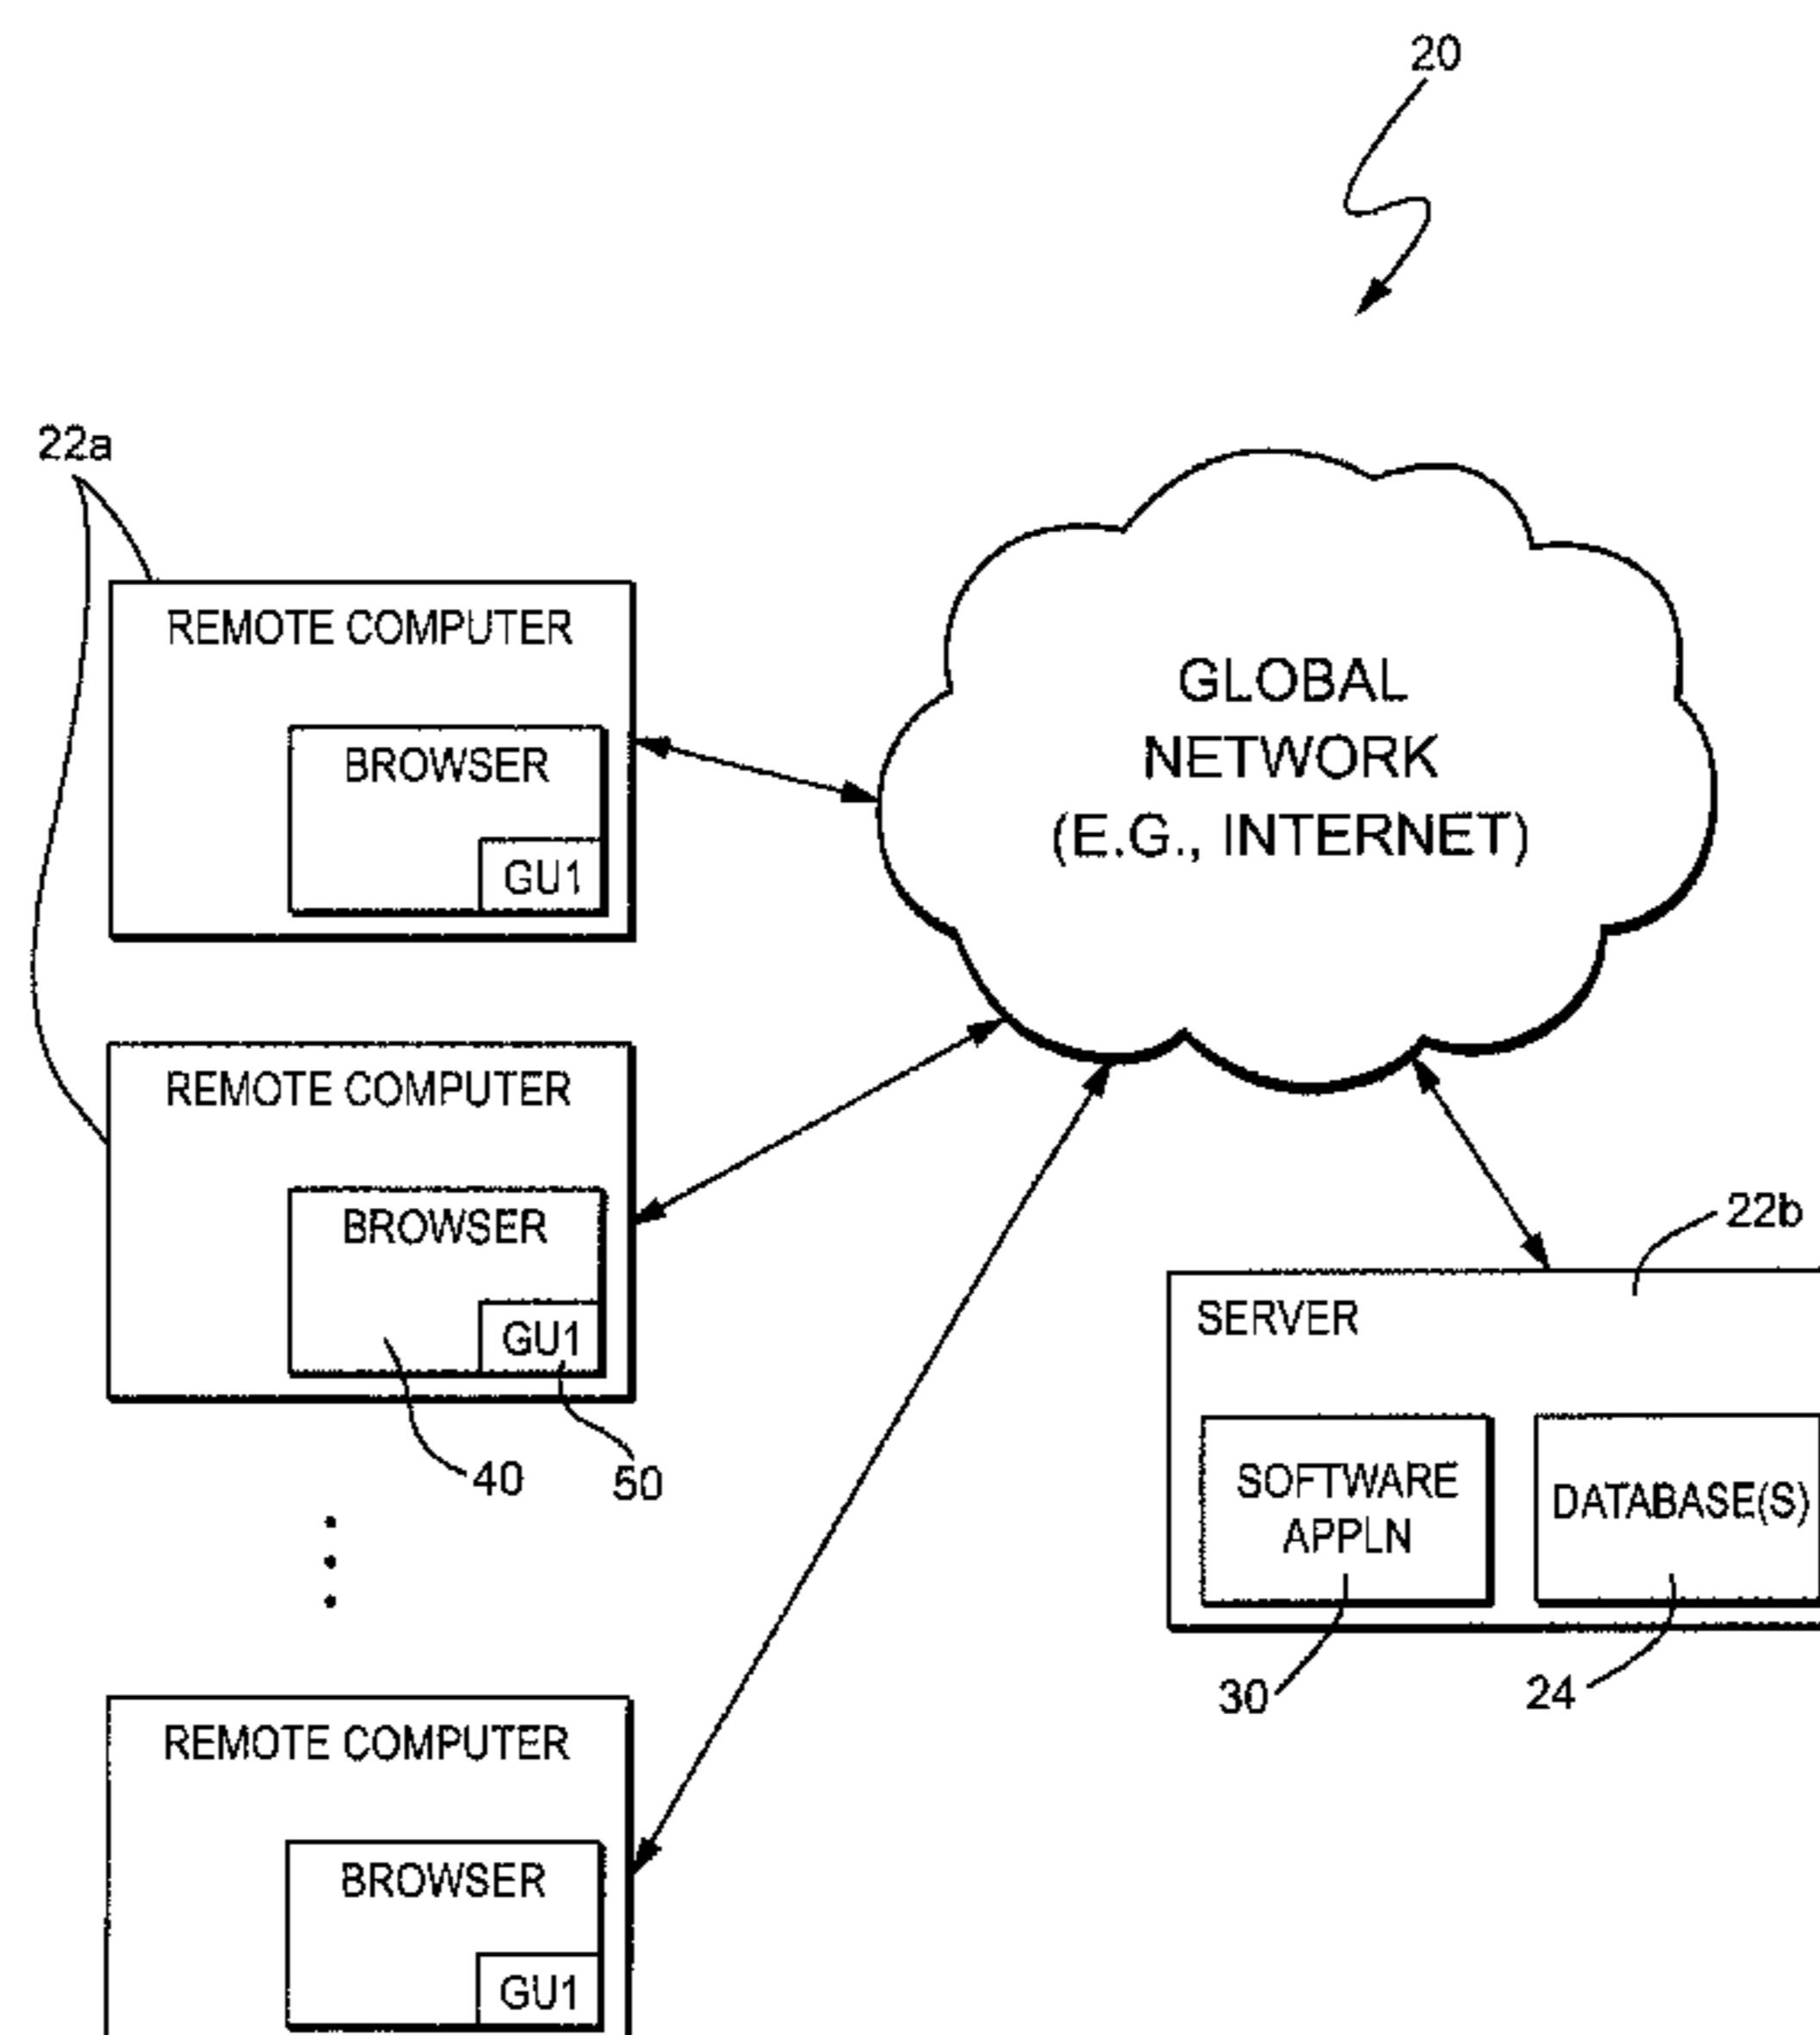 20
22a
REMOTE COMPUTER
BROWSER
GU1
GLOBAL
NETWORK
(E.G., INTERNET)
REMOTE COMPUTER
BROWSER
GU1
40
50
22b
SERVER
SOFTWARE
APPLN
DATABASE(S)
30
24
REMOTE COMPUTER
BROWSER
GU1